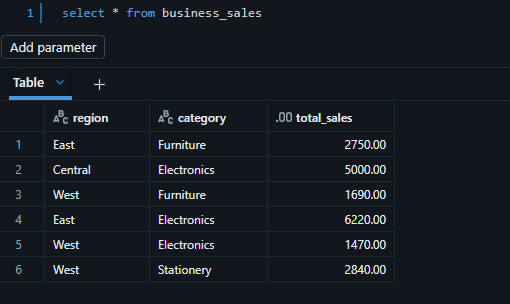 1 select * from business_sales
Add parameter
Table +
ABC region ABC category .00 total_sales
1 East Furniture 2750.00
2 Central Electronics 5000.00
3 West Furniture 1690.00
4 East Electronics 6220.00
5 West Electronics 1470.00
6 West Stationery 2840.00